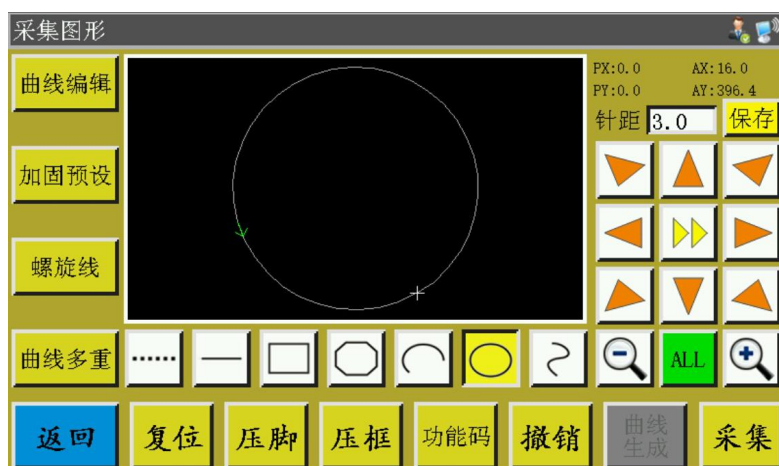 采集图形
曲线编辑
加固预设
螺旋线
曲线多重
PX:0.0 AX:16.0
PY:0.0 AY:396.4
针距 3.0 保存
ALL
返回 复位 压脚 压框 功能码 撤销 曲线生成 采集